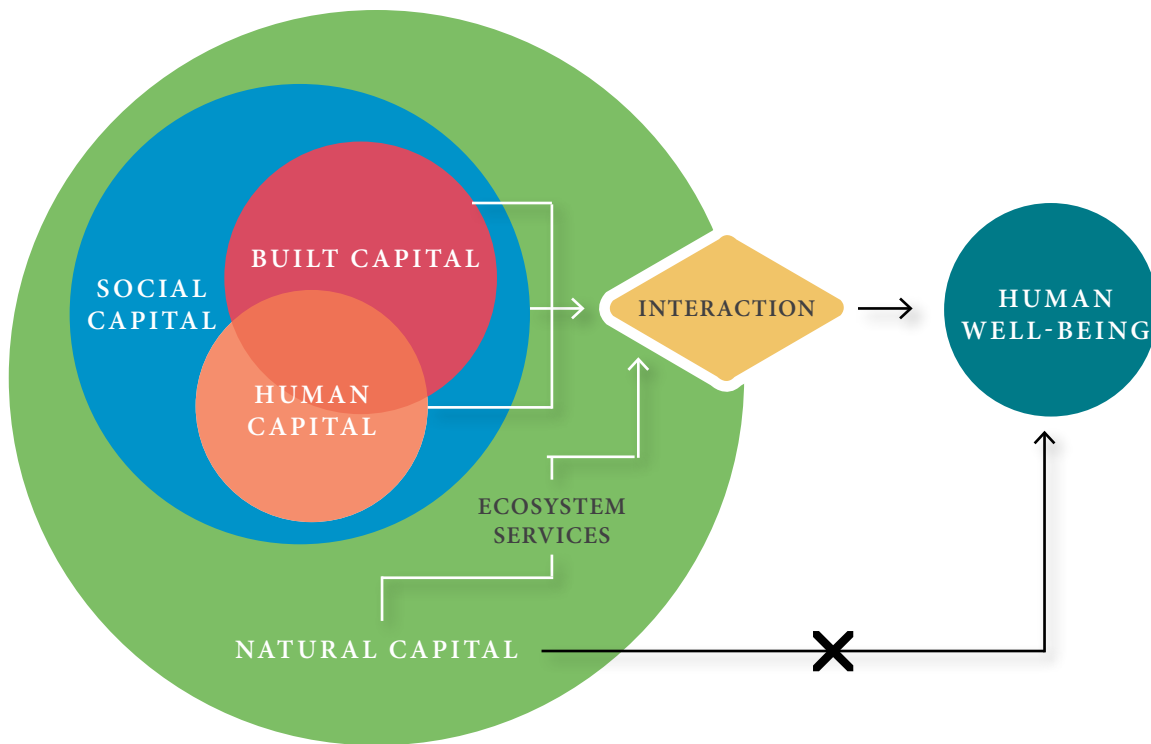 BUILT CAPITAL
SOCIAL
CAPITAL
HUMAN
CAPITAL
INTERACTION
HUMAN
WELL-BEING
ECOSYSTEM
SERVICES
NATURAL CAPITAL